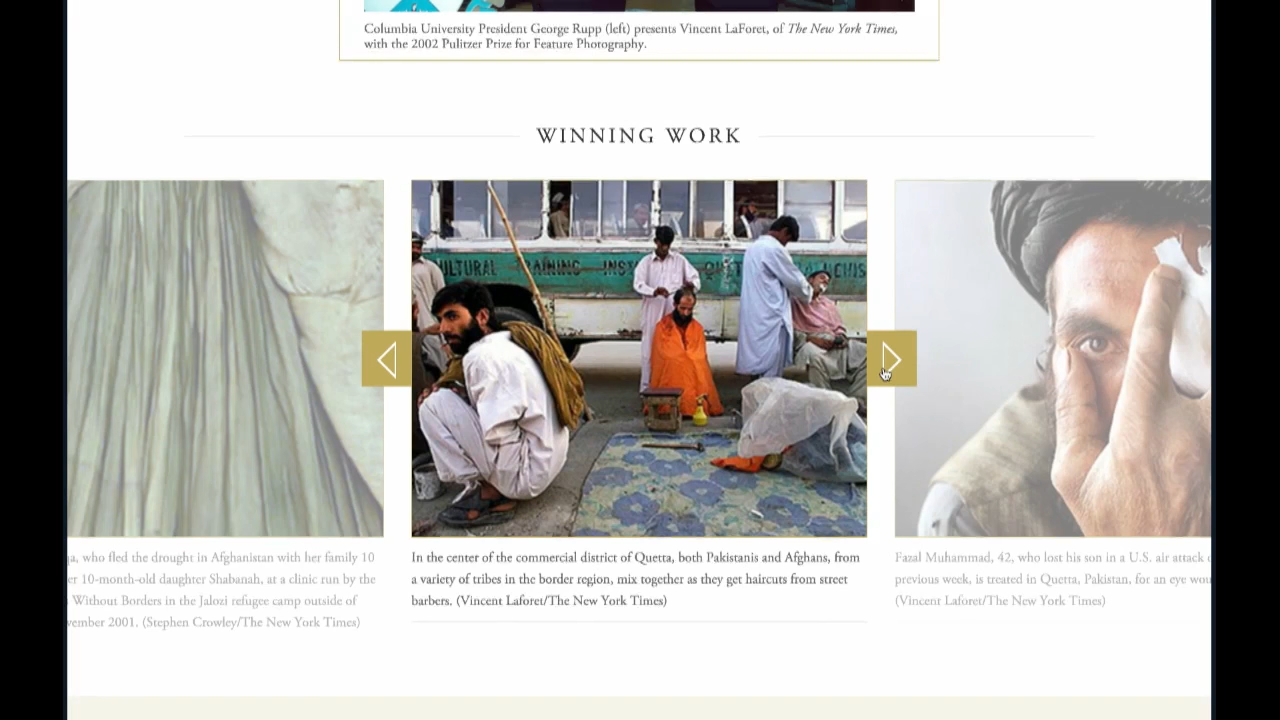 Columbia University President George Rupp (left) presents Vincent LaForet, of The New York Times,
with the 2002 Pulitzer Prize for Feature Photography.
WINNING WORK
ULTURAL TRAINING INST
who fled the drought in Afghanistan with her family 10
10-month-old daughter Shabanah, at a clinic run by the
Without Borders in the Jalozi refugee camp outside of
vember 2001. (Stephen Crowley/The New York Times)
In the center of the commercial district of Quetta, both Pakistanis and Afghans, from
a variety of tribes in the border region, mix together as they get haircuts from street
barbers. (Vincent Laforet/The New York Times)
Fazal Muhammad, 42, who lost his son in a U.S. air attack
previous week, is treated in Quetta, Pakistan, for an eye wou
(Vincent Laforet/The New York Times)